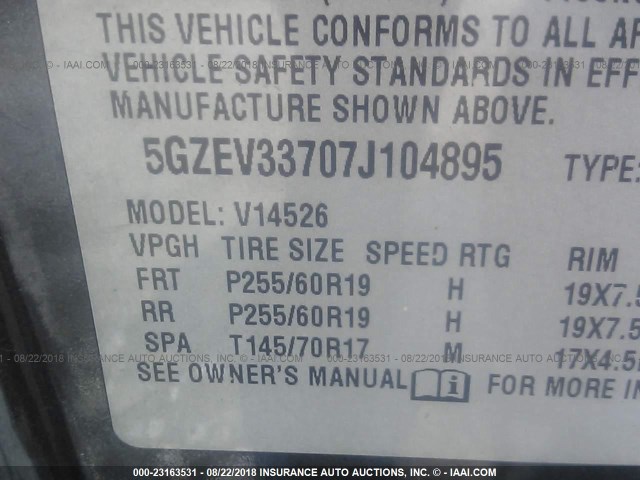 THIS VEHICLE CONFORMS TO ALL
VEHICLE SAFETY STANDARDS IN EFF
MANUFACTURE SHOWN ABOVE.
5GZEV33707J104895 TYPE:
MODEL: V14526
VPGH TIRE SIZE SPEED RTG RIM
FRT P255/60R19 H 19X7.5
RR P255/60R19 H 19X7.5
SPA T145/70R17 M 17X4.5
SEE OWNER'S MANUAL i FOR MORE
000-23163531 - 08/22/2018 INSURANCE AUTO AUCTIONS, INC. - © IAAI.COM